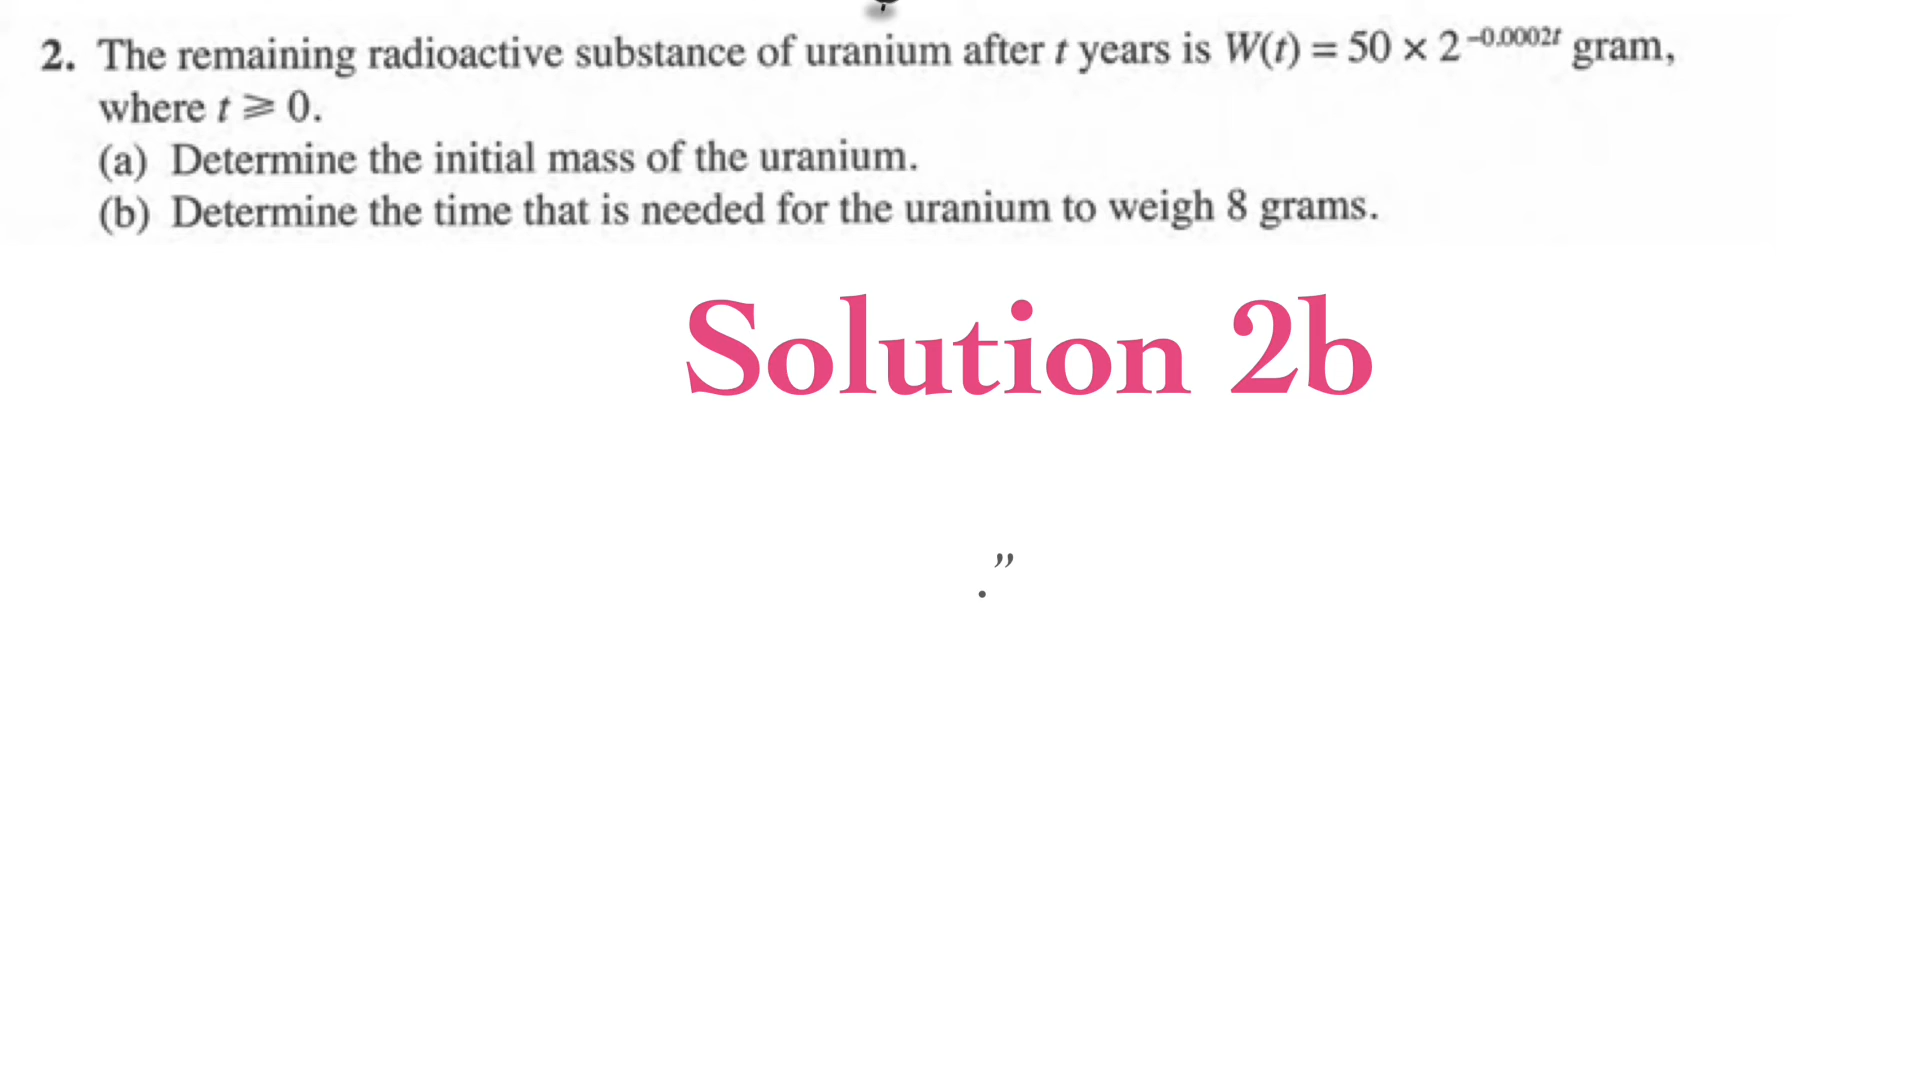 2. The remaining radioactive substance of uranium after t years is W(t) = 50 × 2^–0.0002t gram,
where t ⩾ 0.
(a) Determine the initial mass of the uranium.
(b) Determine the time that is needed for the uranium to weigh 8 grams.
Solution 2b
.”